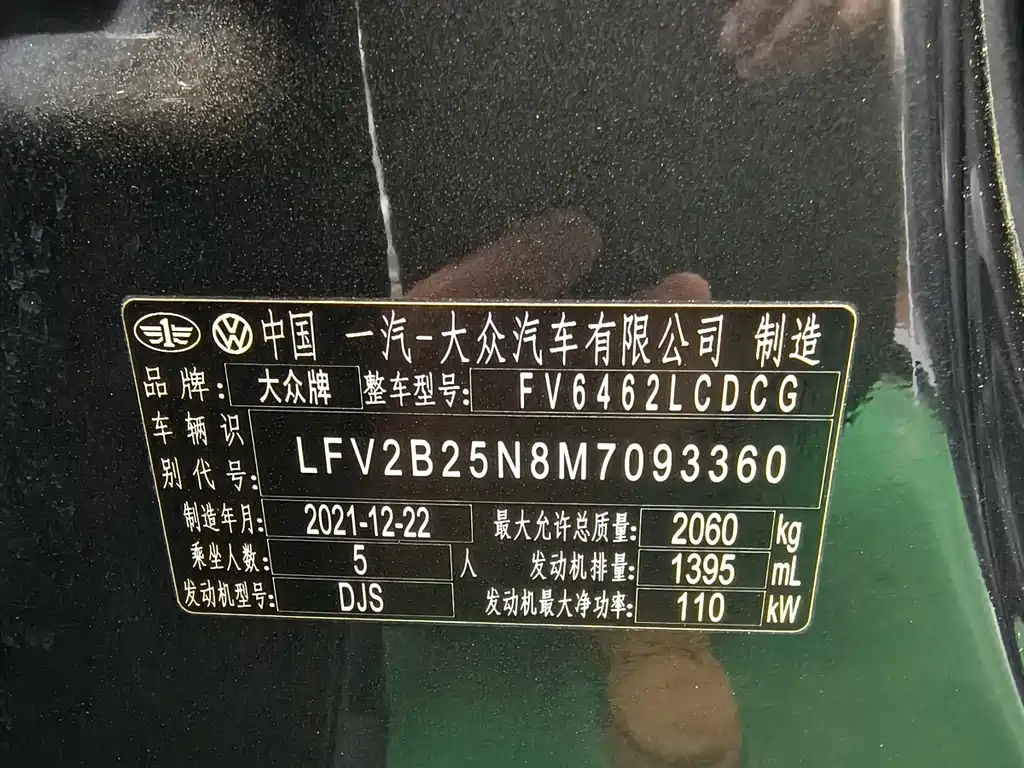 中国 一汽-大众汽车有限公司 制造
品牌: 大众牌 整车型号: FV6462LCDCG
车辆识别代号: LFV2B25N8M7093360
制造年月: 2021-12-22 最大允许总质量: 2060 kg
乘坐人数: 5 人 发动机排量: 1395 mL
发动机型号: DJS 发动机最大净功率: 110 kW